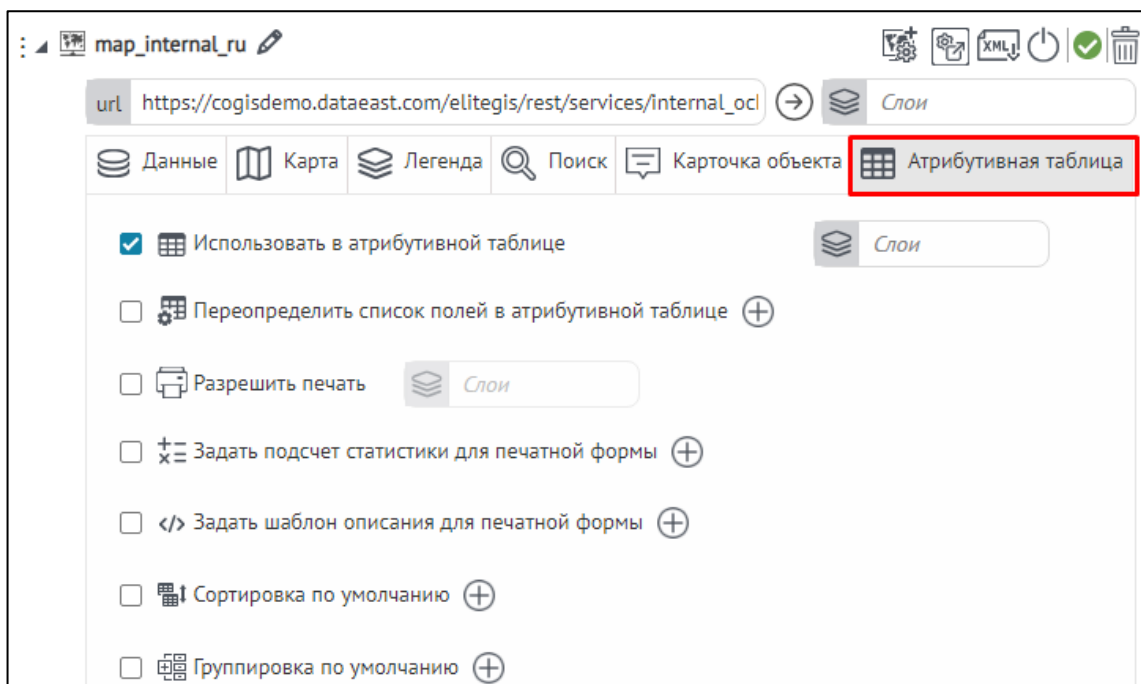 map_internal_ru XML
url https://cogisdemo.dataeast.com/elitegis/rest/services/internal_ocl Слои
Данные Карта Легенда Поиск Карточка объекта Атрибутивная таблица
Использовать в атрибутивной таблице Слои
Переопределить список полей в атрибутивной таблице
Разрешить печать Слои
Задать подсчет статистики для печатной формы
Задать шаблон описания для печатной формы
Сортировка по умолчанию
Группировка по умолчанию